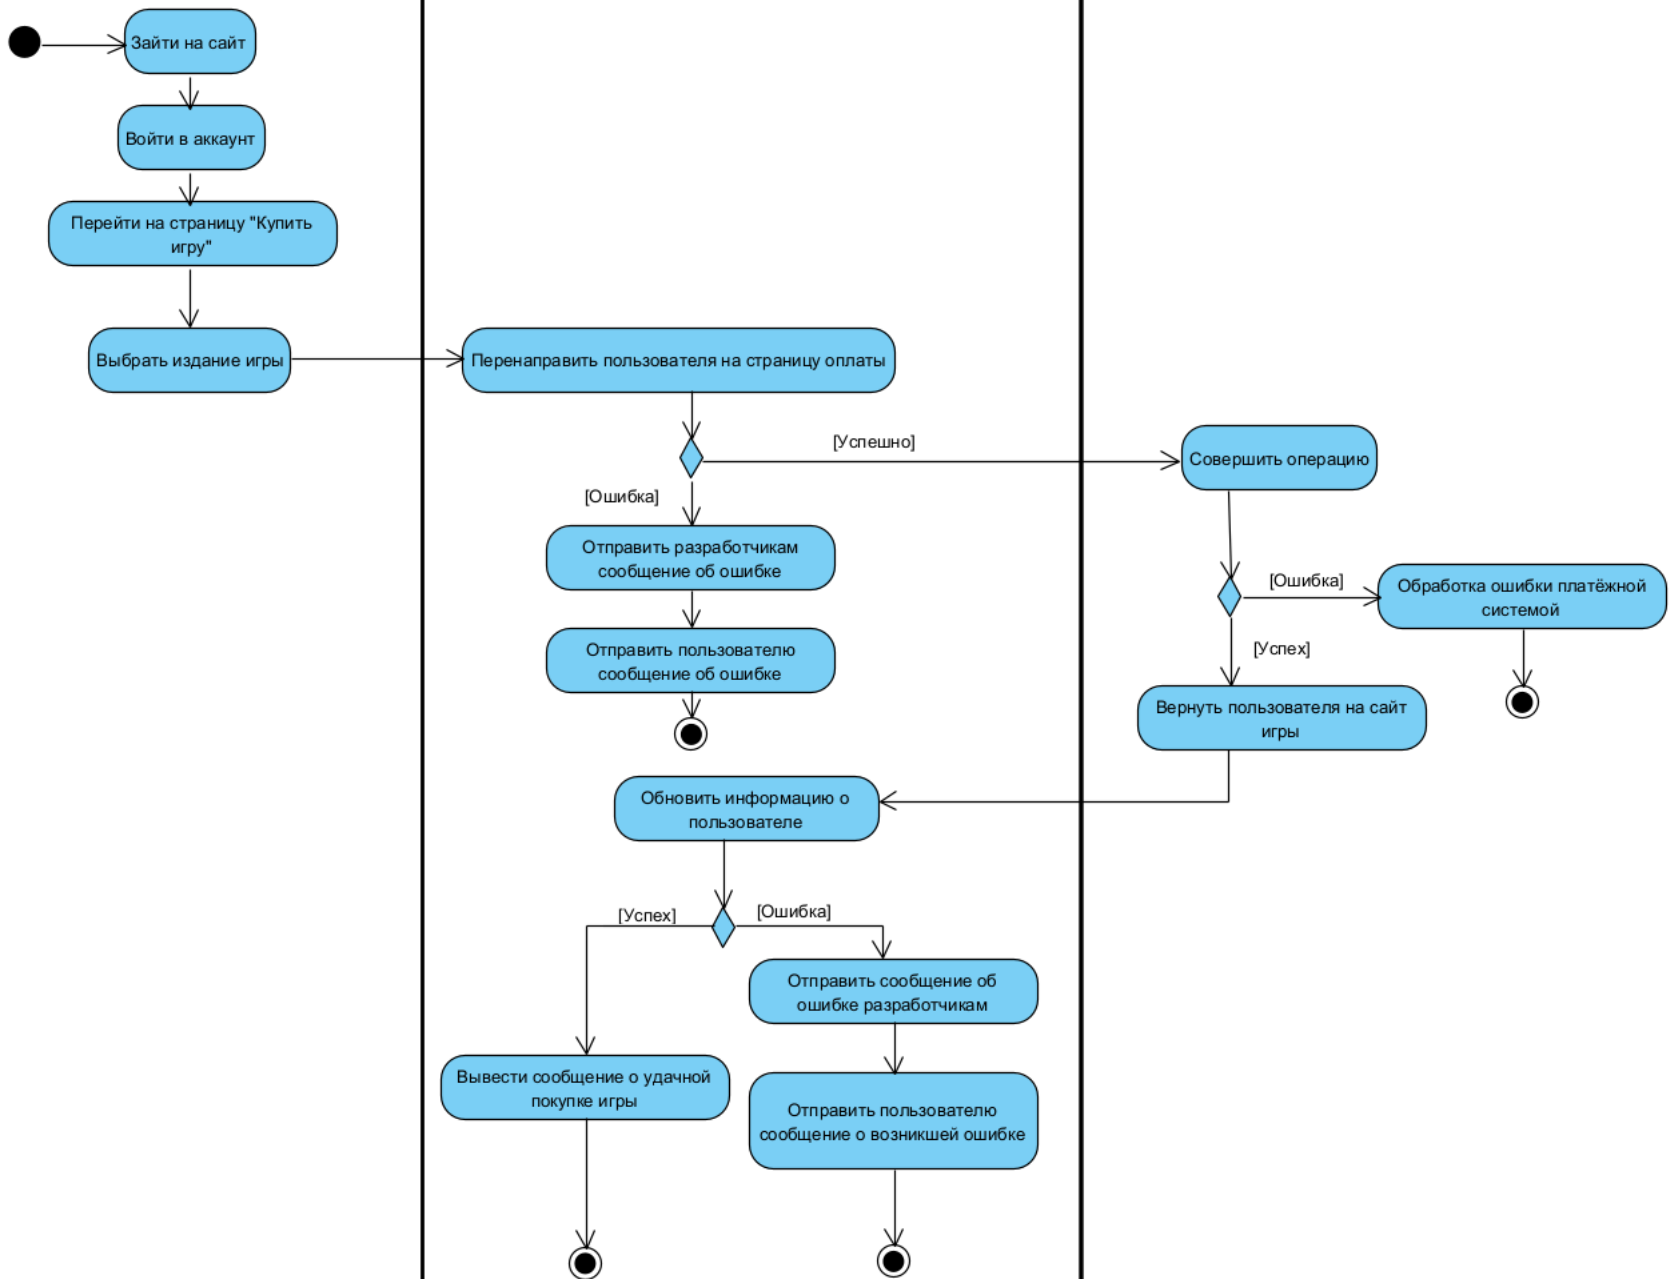 Зайти на сайт
Войти в аккаунт
Перейти на страницу "Купить
игру"
Выбрать издание игры
Перенаправить пользователя на страницу оплаты
[Успешно]
Совершить операцию
[Ошибка]
Отправить разработчикам
сообщение об ошибке
[Ошибка]
Обработка ошибки платёжной
системой
Отправить пользователю
сообщение об ошибке
[Успех]
Вернуть пользователя на сайт
игры
Обновить информацию о
пользователе
[Успех]
[Ошибка]
Отправить сообщение об
ошибке разработчикам
Вывести сообщение о удачной
покупке игры
Отправить пользователю
сообщение о возникшей ошибке